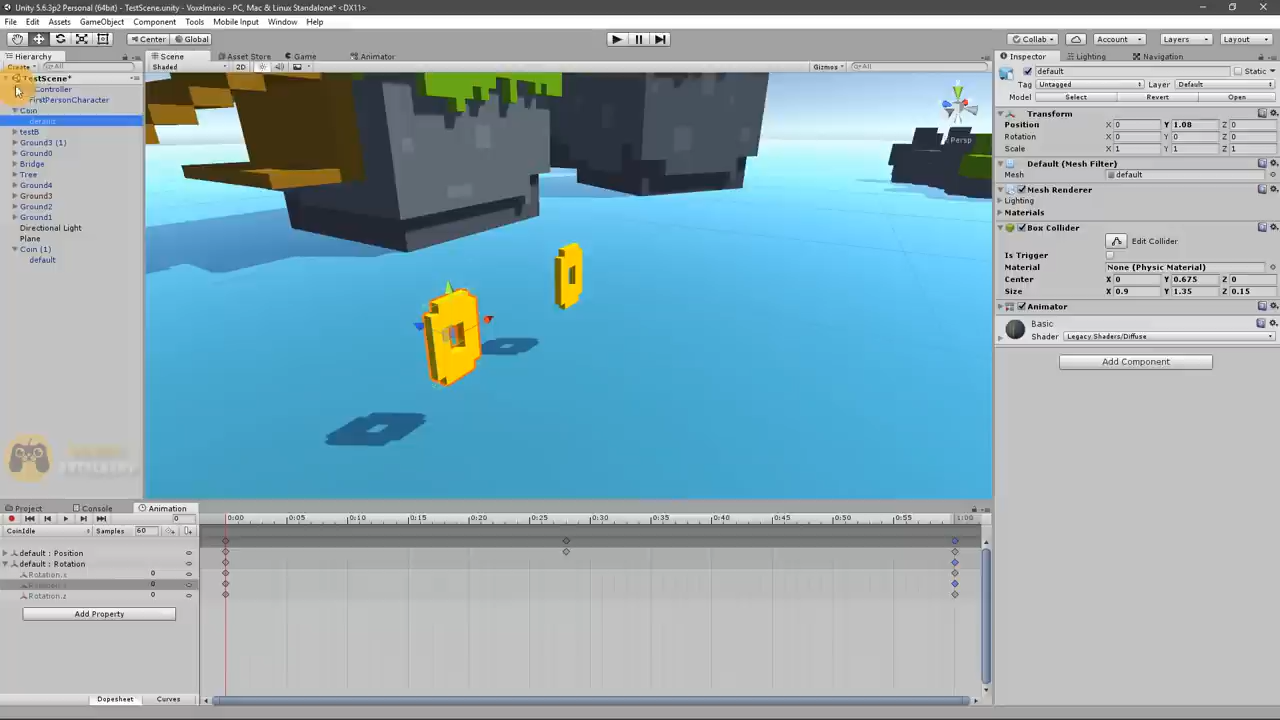 Unity 5.6.3p2 Personal (64bit) - TestScene.unity - Voxelmario - PC, Mac & Linux Standalone* <DX11>
File Edit Assets GameObject Component Tools Mobile Input Window Help
Center Global Collab Account Layers Layout
Hierarchy Scene Asset Store Game Animator Inspector Lighting Navigation
Create All Shaded 2D Gizmos All
TestScene*
Controller
FirstPersonCharacter
Coin
default
testB
Ground3 (1)
Ground0
Bridge
Tree
Ground4
Ground3
Ground2
Ground1
Directional Light
Plane
Coin (1)
default
Persp
default Static
Tag Untagged Layer Default
Model Select Revert Open
Transform
Position X 0 Y 1.08 Z 0
Rotation X 0 Y 0 Z 0
Scale X 1 Y 1 Z 1
Default (Mesh Filter)
Mesh default
Mesh Renderer
Lighting
Materials
Box Collider
Edit Collider
Is Trigger
Material None (Physic Material)
Center X 0 Y 0.675 Z 0
Size X 0.9 Y 1.35 Z 0.15
Animator
Basic
Shader Legacy Shaders/Diffuse
Add Component
Project Console Animation
0 0:00 0:05 0:10 0:15 0:20 0:25 0:30 0:35 0:40 0:45 0:50 0:55 1:00
CoinIdle Samples 60
default : Position
default : Rotation
Rotation.x 0
Rotation.y 0
Rotation.z 0
Add Property
Dopesheet Curves